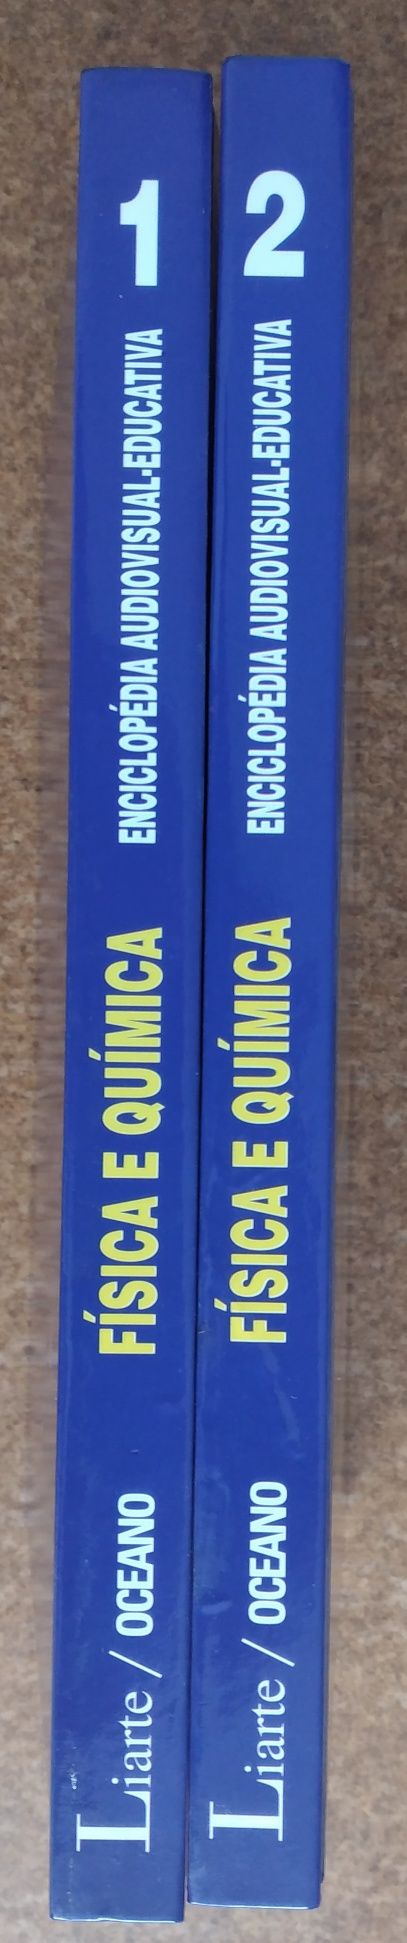 1
ENCICLOPÉDIA AUDIOVISUAL-EDUCATIVA
FÍSICA E QUÍMICA
Liarte / OCEANO
2
ENCICLOPÉDIA AUDIOVISUAL-EDUCATIVA
FÍSICA E QUÍMICA
Liarte / OCEANO